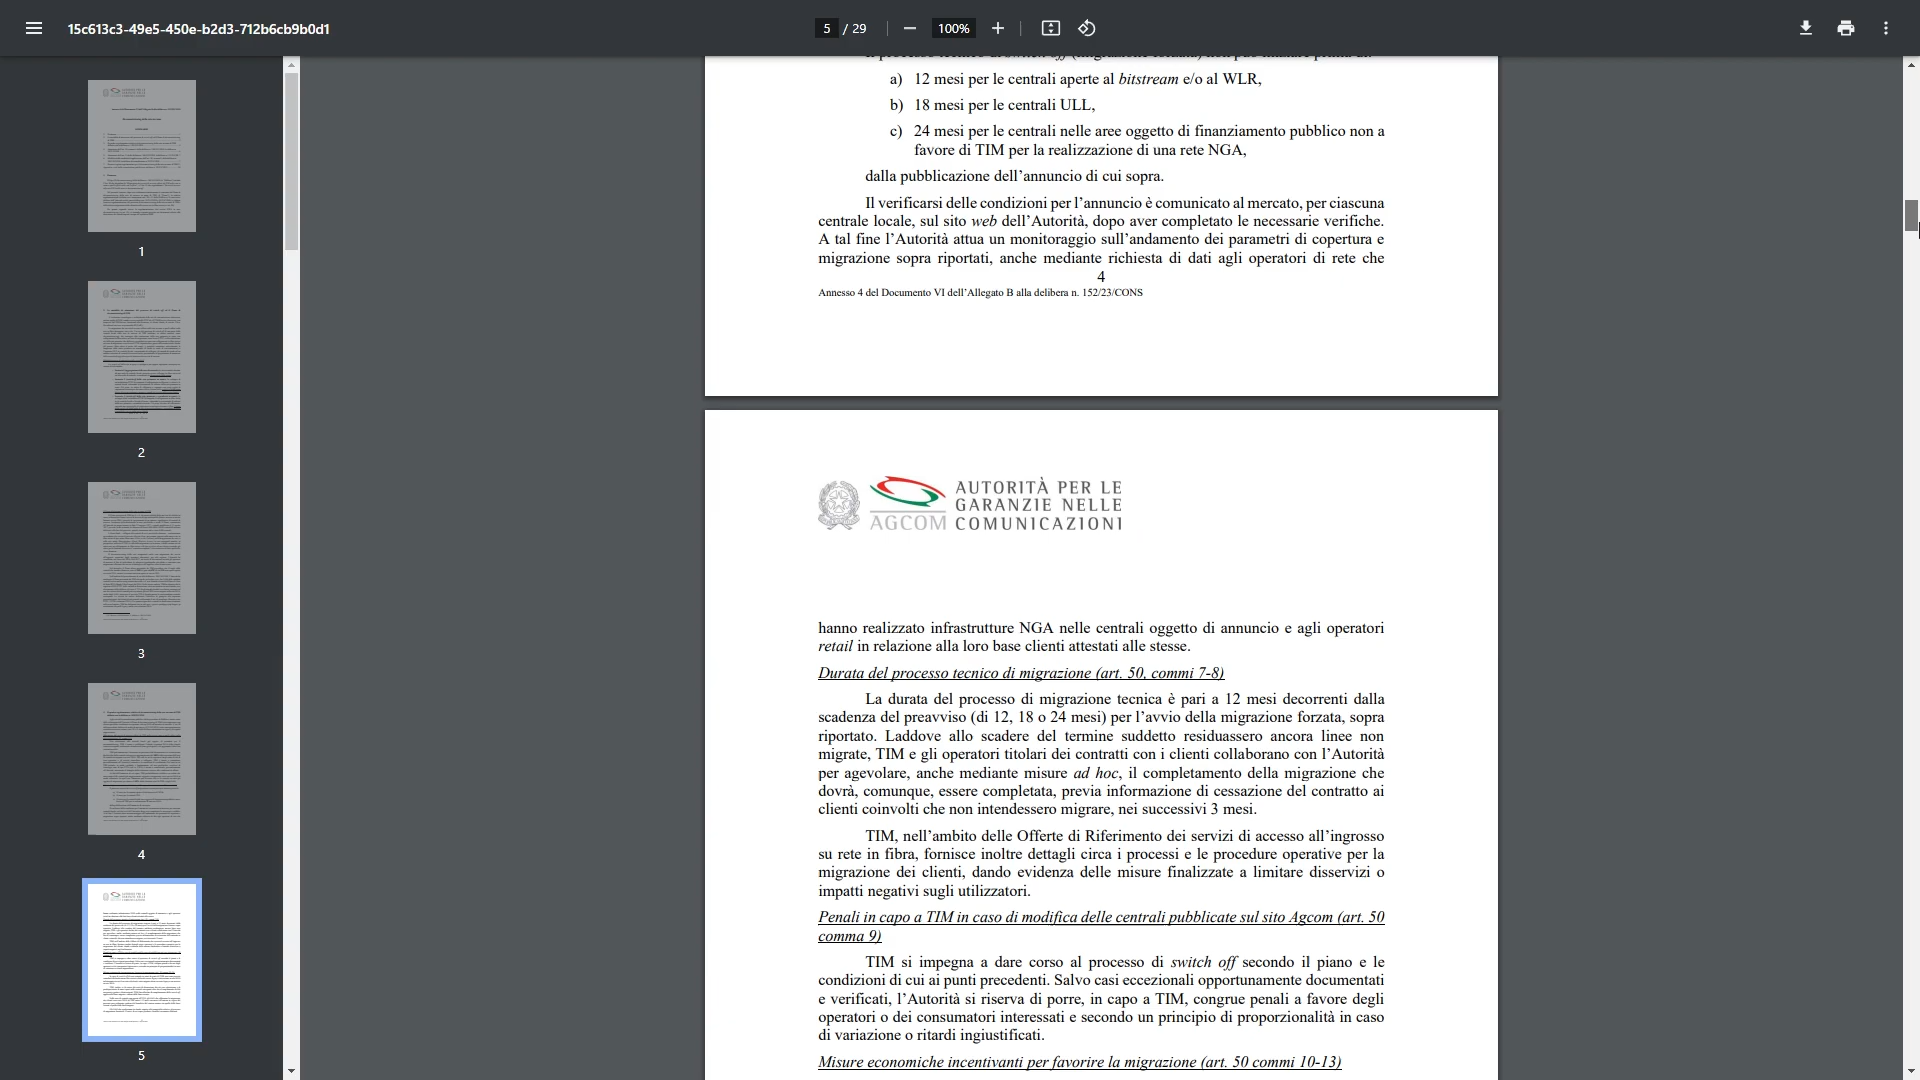 15c613c3-49e5-450e-b2d3-712b6cb9b0d1
5 / 29
100%
1
2
3
4
5
a) 12 mesi per le centrali aperte al bitstream e/o al WLR,
b) 18 mesi per le centrali ULL,
c) 24 mesi per le centrali nelle aree oggetto di finanziamento pubblico non a
favore di TIM per la realizzazione di una rete NGA,
dalla pubblicazione dell’annuncio di cui sopra.
Il verificarsi delle condizioni per l’annuncio è comunicato al mercato, per ciascuna
centrale locale, sul sito web dell’Autorità, dopo aver completato le necessarie verifiche.
A tal fine l’Autorità attua un monitoraggio sull’andamento dei parametri di copertura e
migrazione sopra riportati, anche mediante richiesta di dati agli operatori di rete che
4
Annesso 4 del Documento VI dell’Allegato B alla delibera n. 152/23/CONS
AGCOM
AUTORITÀ PER LE
GARANZIE NELLE
COMUNICAZIONI
hanno realizzato infrastrutture NGA nelle centrali oggetto di annuncio e agli operatori
retail in relazione alla loro base clienti attestati alle stesse.
Durata del processo tecnico di migrazione (art. 50, commi 7-8)
La durata del processo di migrazione tecnica è pari a 12 mesi decorrenti dalla
scadenza del preavviso (di 12, 18 o 24 mesi) per l’avvio della migrazione forzata, sopra
riportato. Laddove allo scadere del termine suddetto residuassero ancora linee non
migrate, TIM e gli operatori titolari dei contratti con i clienti collaborano con l’Autorità
per agevolare, anche mediante misure ad hoc, il completamento della migrazione che
dovrà, comunque, essere completata, previa informazione di cessazione del contratto ai
clienti coinvolti che non intendessero migrare, nei successivi 3 mesi.
TIM, nell’ambito delle Offerte di Riferimento dei servizi di accesso all’ingrosso
su rete in fibra, fornisce inoltre dettagli circa i processi e le procedure operative per la
migrazione dei clienti, dando evidenza delle misure finalizzate a limitare disservizi o
impatti negativi sugli utilizzatori.
Penali in capo a TIM in caso di modifica delle centrali pubblicate sul sito Agcom (art. 50
comma 9)
TIM si impegna a dare corso al processo di switch off secondo il piano e le
condizioni di cui ai punti precedenti. Salvo casi eccezionali opportunamente documentati
e verificati, l’Autorità si riserva di porre, in capo a TIM, congrue penali a favore degli
operatori o dei consumatori interessati e secondo un principio di proporzionalità in caso
di variazione o ritardi ingiustificati.
Misure economiche incentivanti per favorire la migrazione (art. 50 commi 10-13)